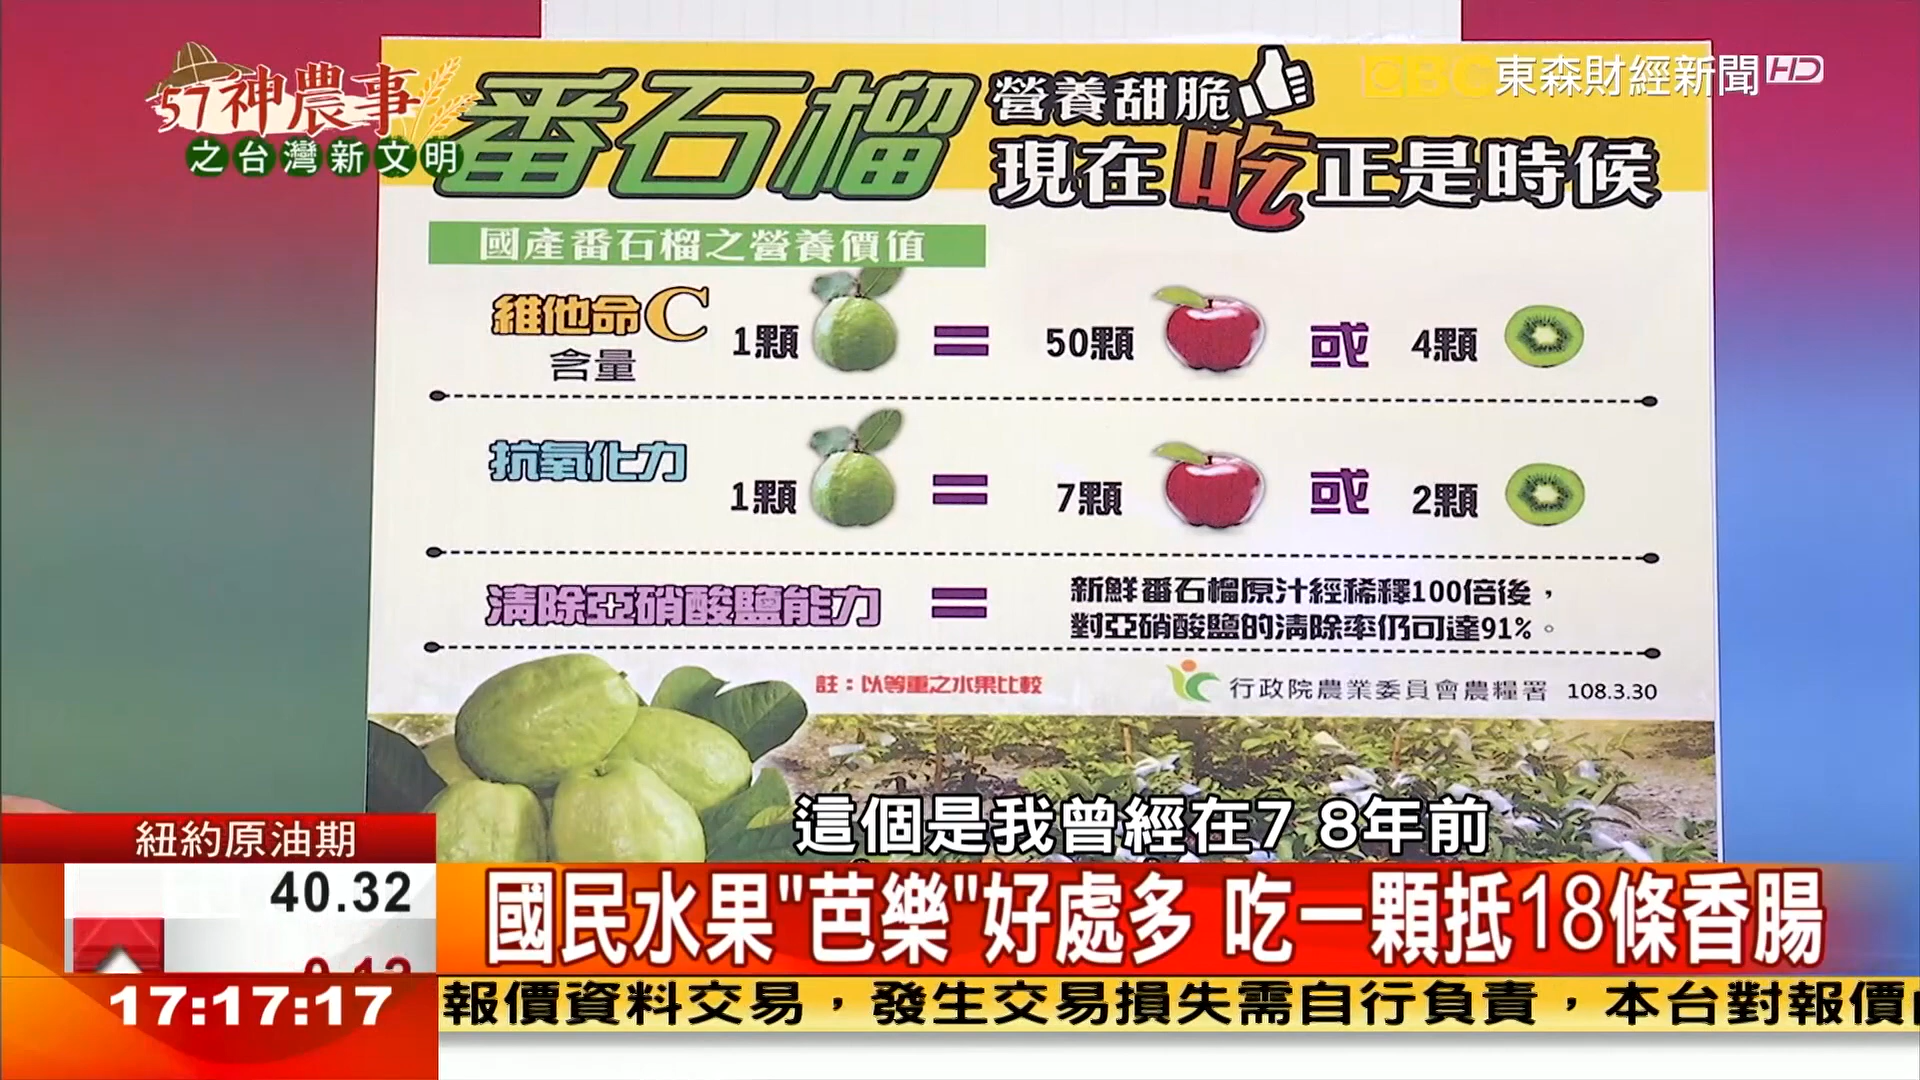 57神農事
之台灣新文明
番石榴
營養甜脆
現在吃正是時候
EBC 東森財經新聞 HD
國產番石榴之營養價值
維他命C
含量
1顆 = 50顆 或 4顆
抗氧化力
1顆 = 7顆 或 2顆
清除亞硝酸鹽能力 = 新鮮番石榴原汁經稀釋100倍後，
對亞硝酸鹽的清除率仍可達91%。
註：以等重之水果比較
行政院農業委員會農糧署 108.3.30
這個是我曾經在7 8年前
紐約原油期
40.32
0.12
國民水果"芭樂"好處多 吃一顆抵18條香腸
17:17:17
報價資料交易，發生交易損失需自行負責，本台對報價